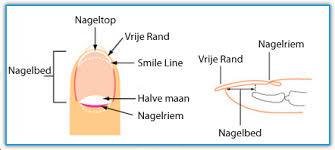 Nageltop
Vrije Rand
Smile Line
Nagelbed
Halve maan
Nagelriem
Vrije Rand
Nagelriem
Nagelbed